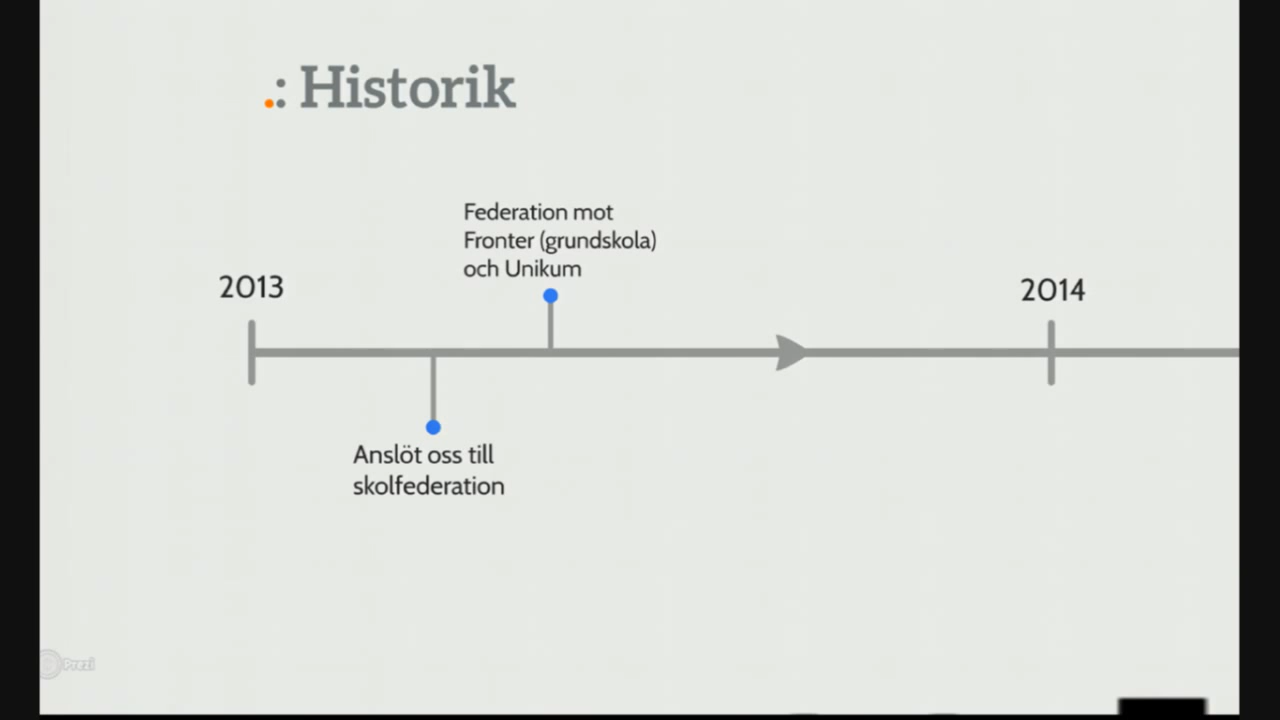 .: Historik
Federation mot
Fronter (grundskola)
och Unikum
2013
2014
Anslöt oss till
skolfederation
Prezi